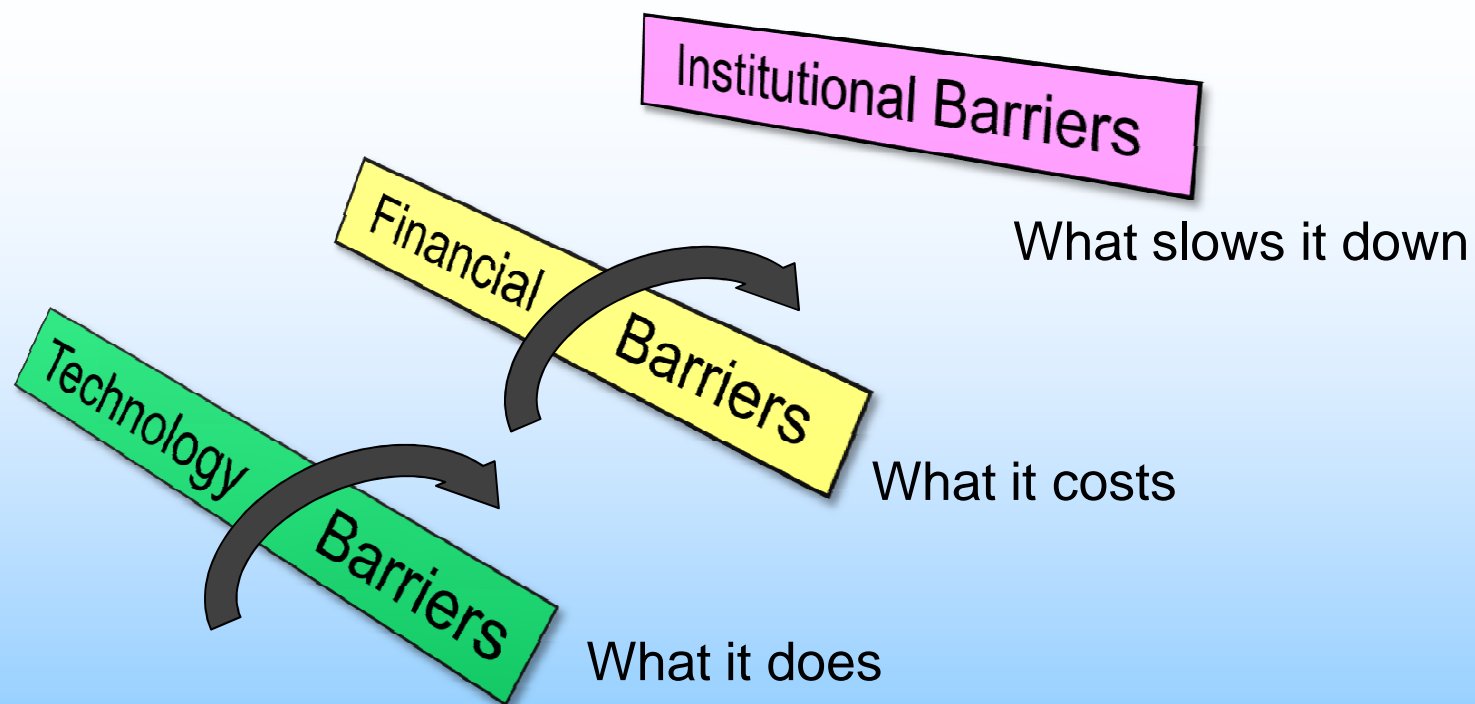 Institutional Barriers
What slows it down
Financial Barriers
What it costs
Technology Barriers
What it does